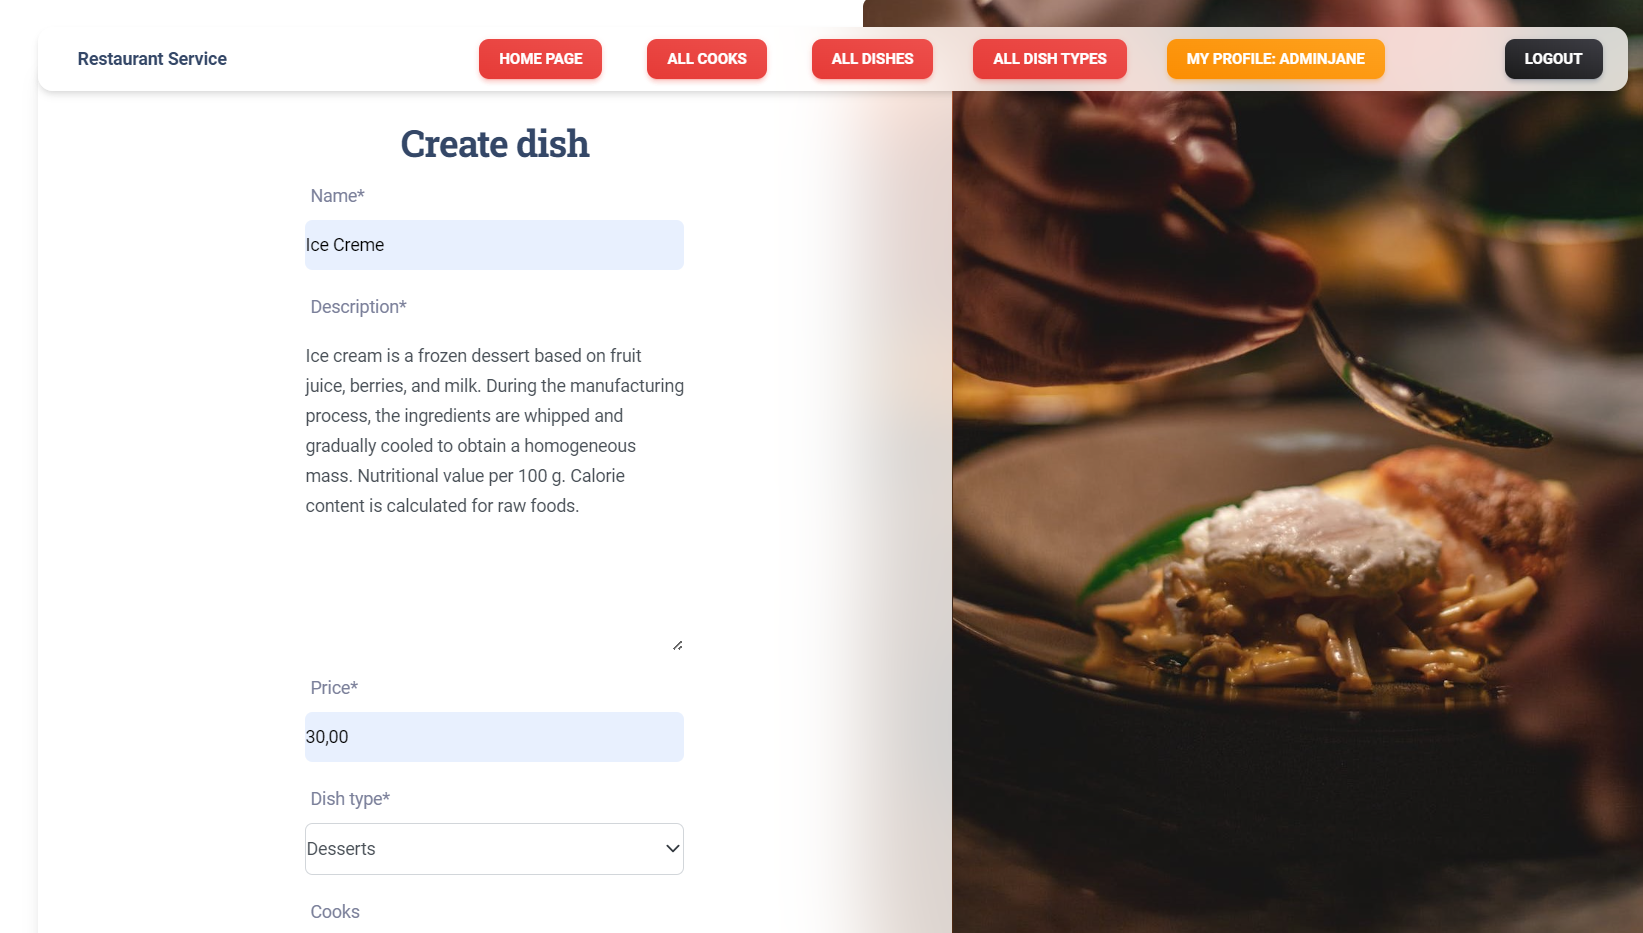 Restaurant Service
HOME PAGE
ALL COOKS
ALL DISHES
ALL DISH TYPES
MY PROFILE: ADMINJANE
LOGOUT
Create dish
Name*
Ice Creme
Description*
Ice cream is a frozen dessert based on fruit
juice, berries, and milk. During the manufacturing
process, the ingredients are whipped and
gradually cooled to obtain a homogeneous
mass. Nutritional value per 100 g. Calorie
content is calculated for raw foods.
Price*
30,00
Dish type*
Desserts
Cooks